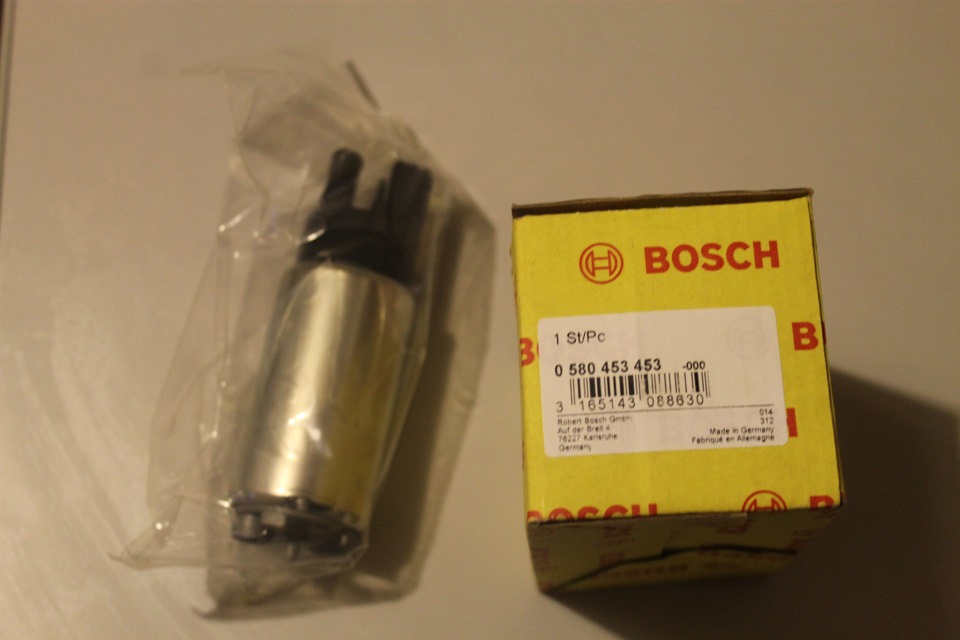 BOSCH
1 St/Pc
0 580 453 453 -000
3 165143 088630
Robert Bosch GmbH. 014
Auf der Breit 4 312
76227 Karlsruhe Made in Germany
Germany Fabriqué en Allemagne
BOSCH